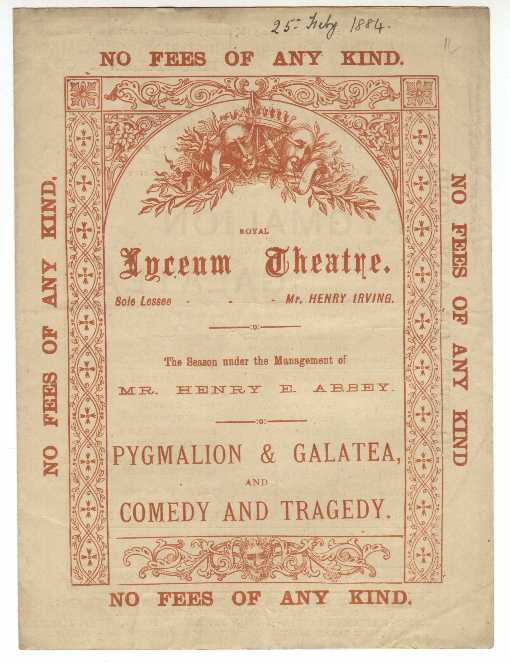 25 Feby 1884.
NO FEES OF ANY KIND.
NO FEES OF ANY KIND.
NO FEES OF ANY KIND
ROYAL
Lyceum Theatre.
Sole Lessee - - - Mr. HENRY IRVING.
The Season under the Management of
MR. HENRY E. ABBEY.
PYGMALION & GALATEA,
AND
COMEDY AND TRAGEDY.
NO FEES OF ANY KIND.